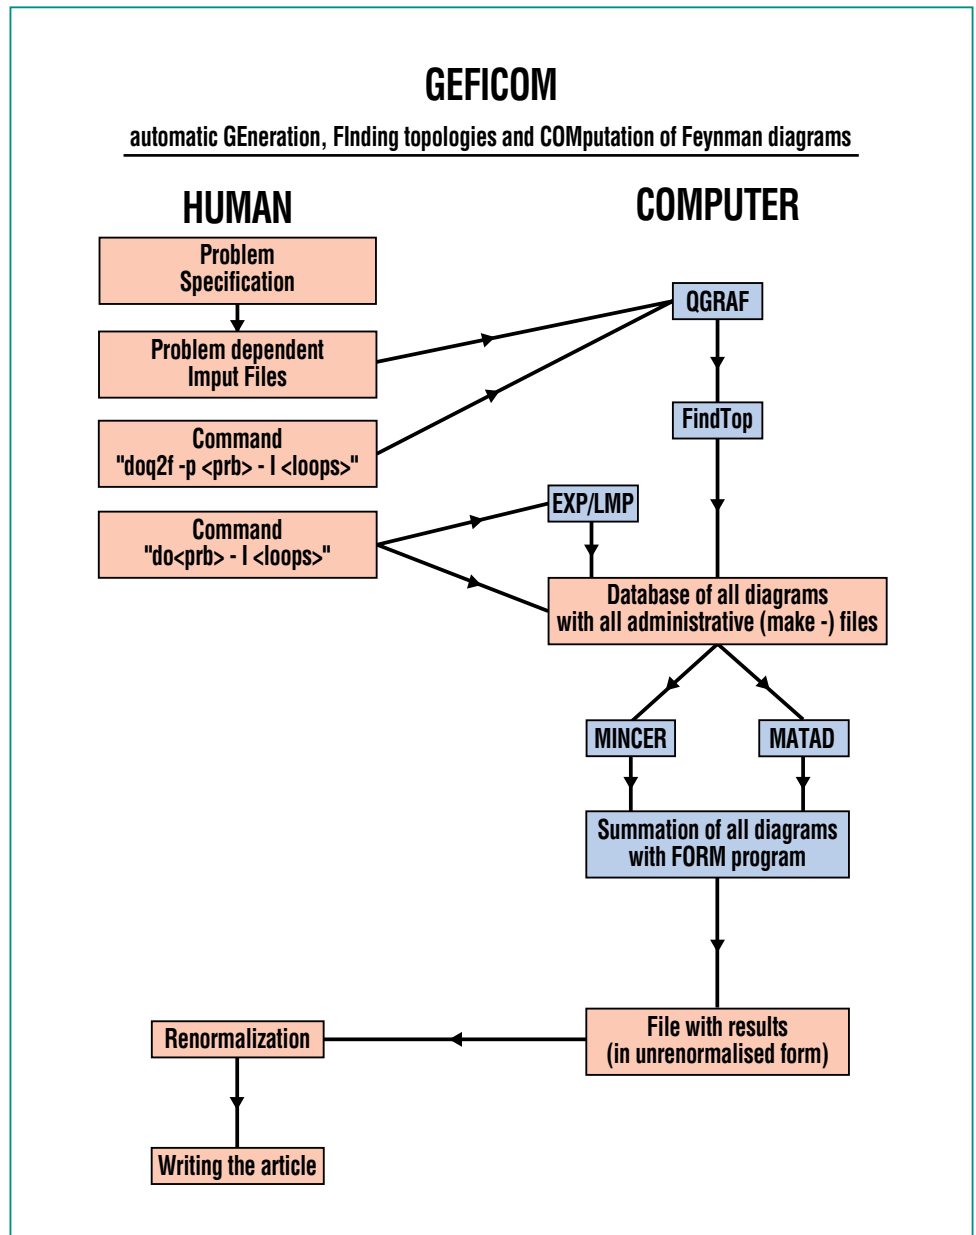 GEFICOM
automatic GEneration, FInding topologies and COMputation of Feynman diagrams
HUMAN
COMPUTER
Problem
Specification
Problem dependent
Imput Files
Command
"doq2f -p <prb> - l <loops>"
Command
"do<prb> - l <loops>"
QGRAF
FindTop
EXP/LMP
Database of all diagrams
with all administrative (make -) files
MINCER
MATAD
Summation of all diagrams
with FORM program
File with results
(in unrenormalised form)
Renormalization
Writing the article